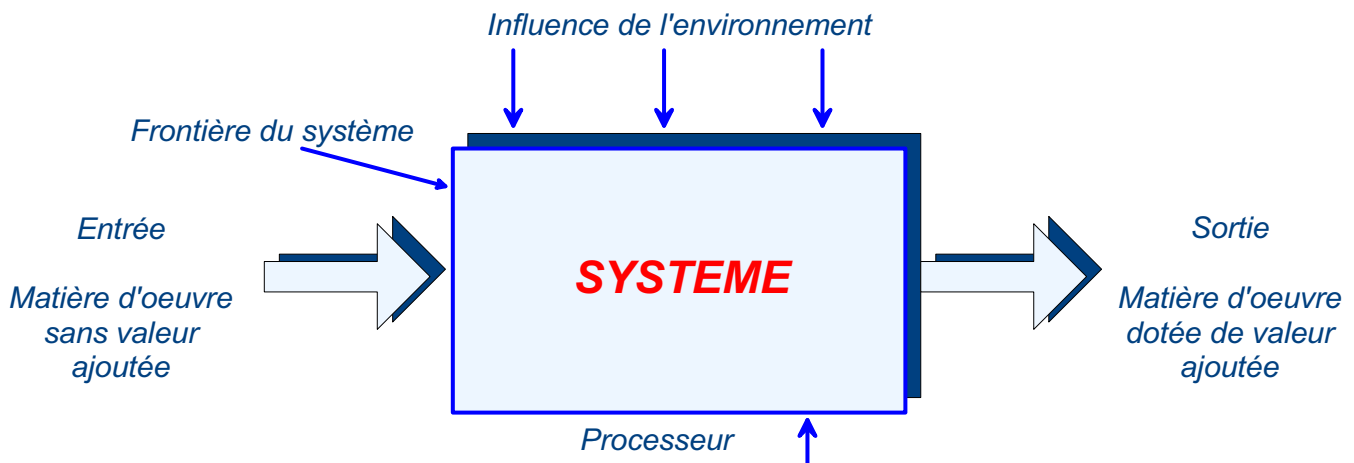 Influence de l'environnement
Frontière du système
Entrée
Matière d'oeuvre
sans valeur
ajoutée
SYSTEME
Sortie
Matière d'oeuvre
dotée de valeur
ajoutée
Processeur